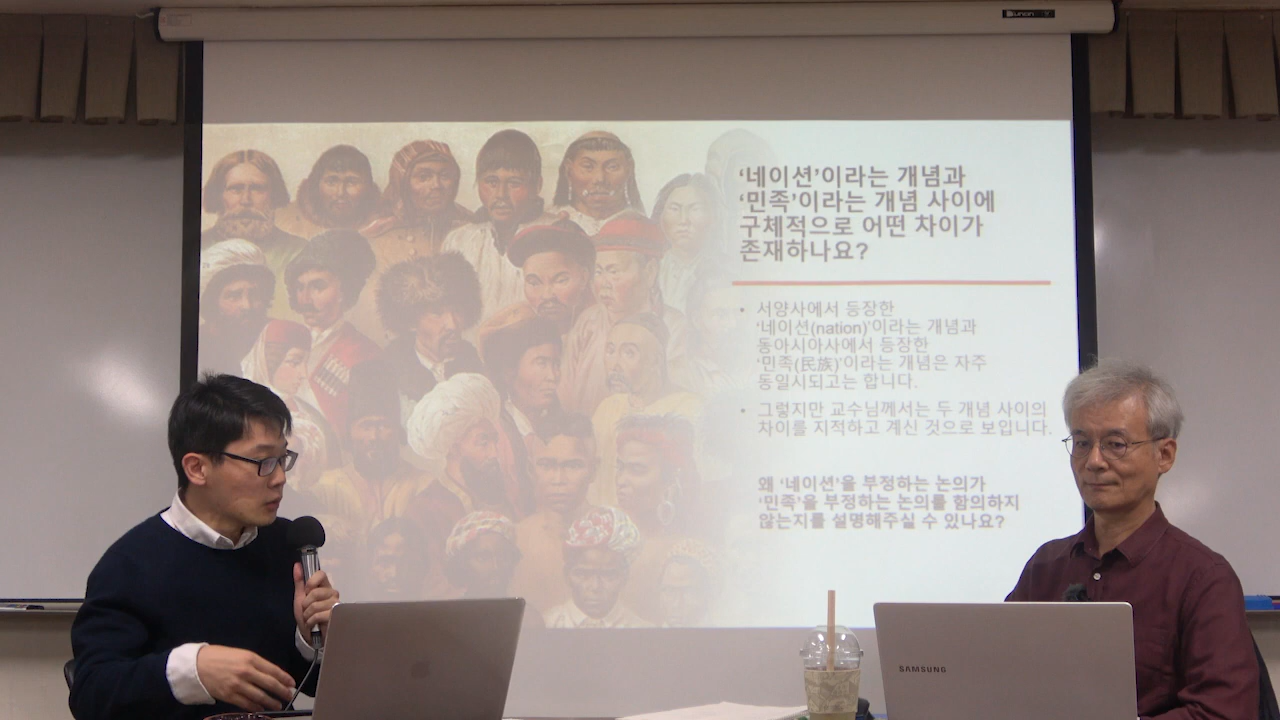 '네이션'이라는 개념과
'민족'이라는 개념 사이에
구체적으로 어떤 차이가
존재하나요?
• 서양사에서 등장한
'네이션(nation)'이라는 개념과
동아시아사에서 등장한
'민족(民族)'이라는 개념은 자주
동일시되고는 합니다.
• 그렇지만 교수님께서는 두 개념 사이의
차이를 지적하고 계신 것으로 보입니다.
왜 '네이션'을 부정하는 논의가
'민족'을 부정하는 논의를 함의하지
않는지를 설명해주실 수 있나요?
SAMSUNG